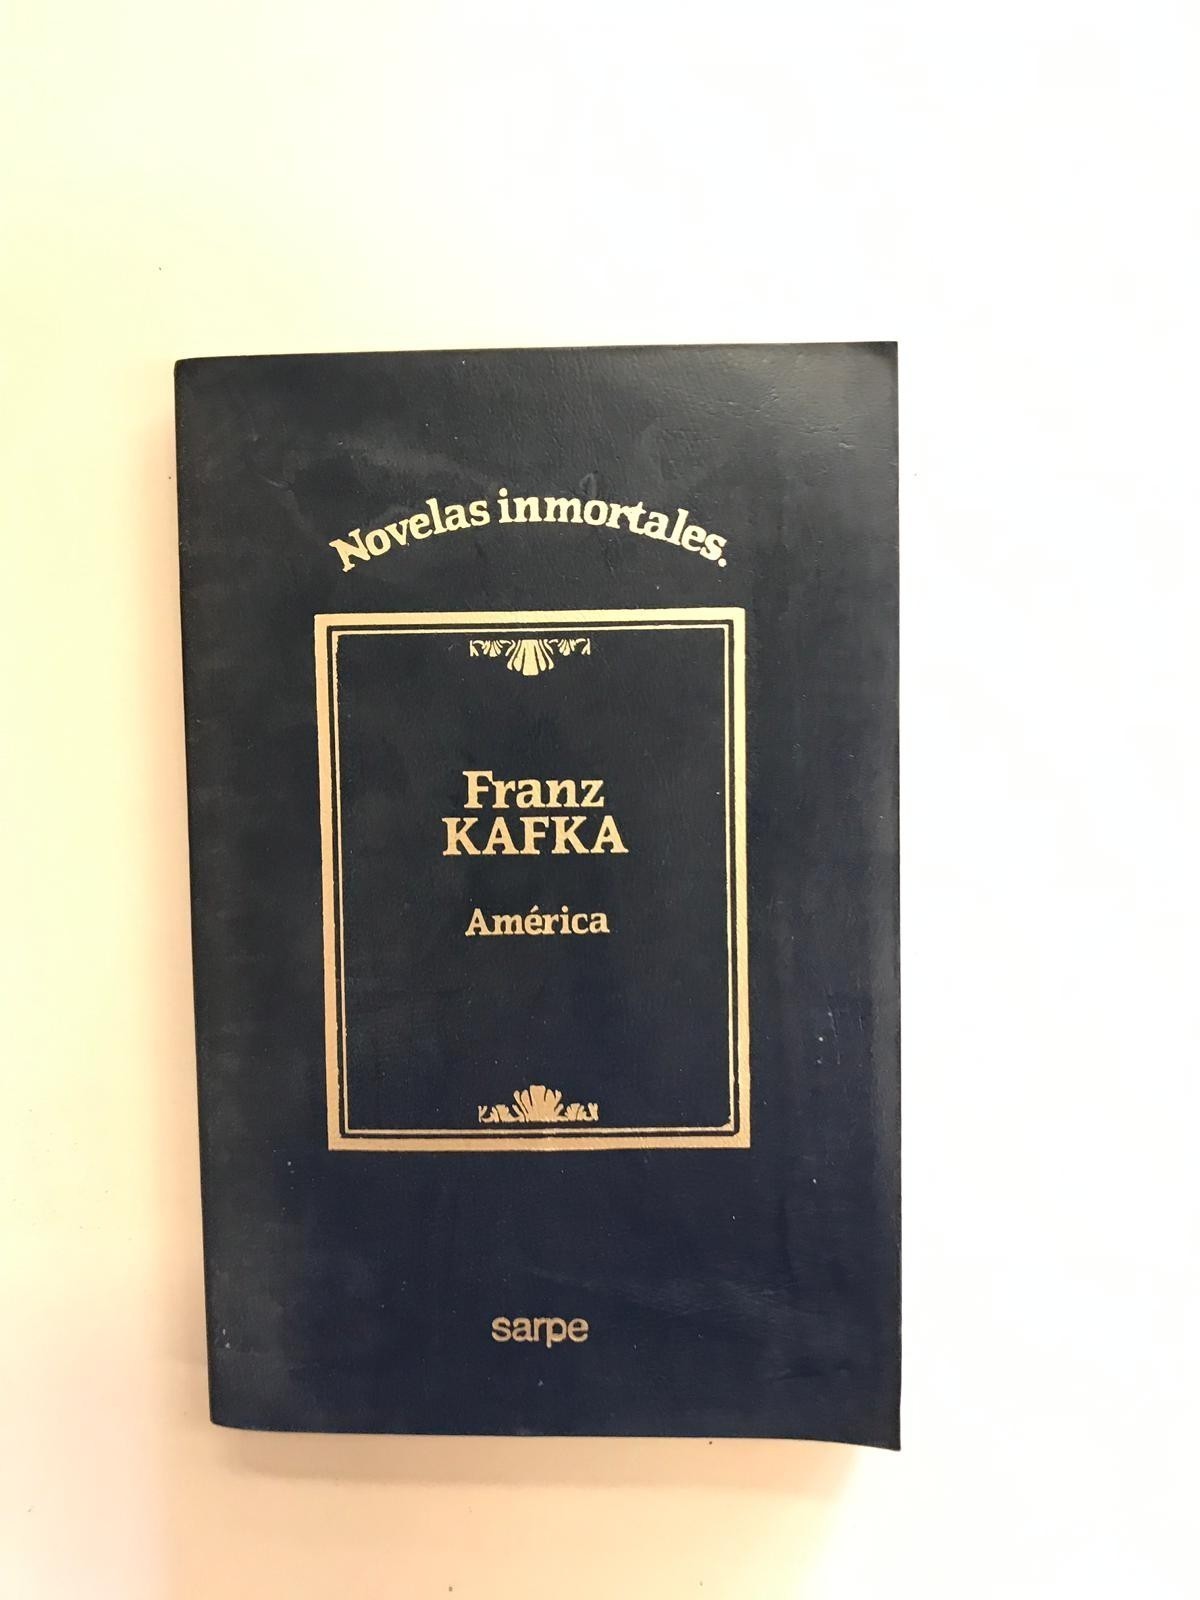 Novelas inmortales.
Franz
KAFKA
América
sarpe